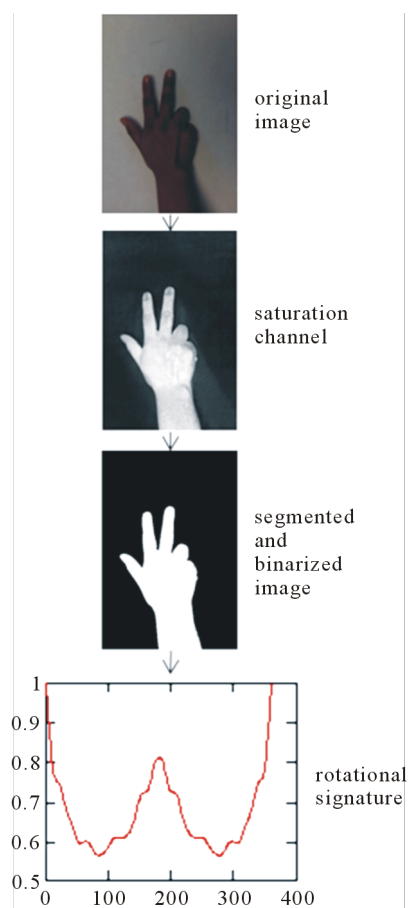 original
image
saturation
channel
segmented
and
binarized
image
1
0.9
0.8
0.7
0.6
0.5
0 100 200 300 400
rotational
signature